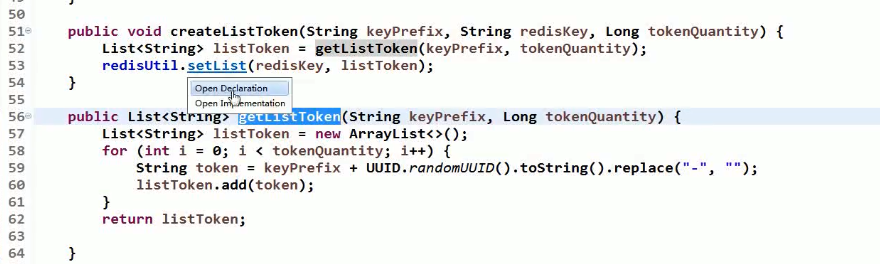 50
51 public void createListToken(String keyPrefix, String redisKey, Long tokenQuantity) {
52 List<String> listToken = getListToken(keyPrefix, tokenQuantity);
53 redisUtil.setList(redisKey, listToken);
54 }
Open Declaration
55
Open Implementation
56 public List<String> getListToken(String keyPrefix, Long tokenQuantity) {
57 List<String> listToken = new ArrayList<>();
58 for (int i = 0; i < tokenQuantity; i++) {
59 String token = keyPrefix + UUID.randomUUID().toString().replace("-", "");
60 listToken.add(token);
61 }
62 return listToken;
63
64 }